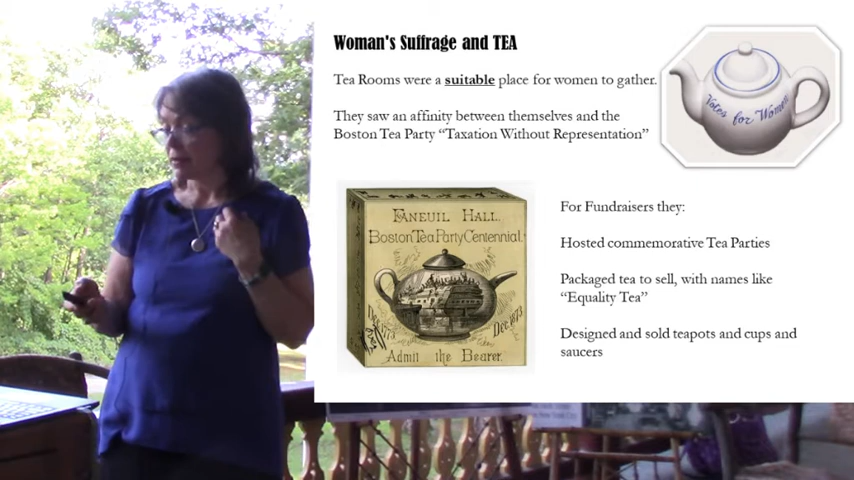 Woman's Suffrage and TEA
Tea Rooms were a suitable place for women to gather.
They saw an affinity between themselves and the
Boston Tea Party “Taxation Without Representation”
Votes for Women
FANEUIL HALL.
Boston Tea Party Centennial.
Dec. 1773
Dec. 1873
Admit the Bearer.
For Fundraisers they:
Hosted commemorative Tea Parties
Packaged tea to sell, with names like
“Equality Tea”
Designed and sold teapots and cups and
saucers